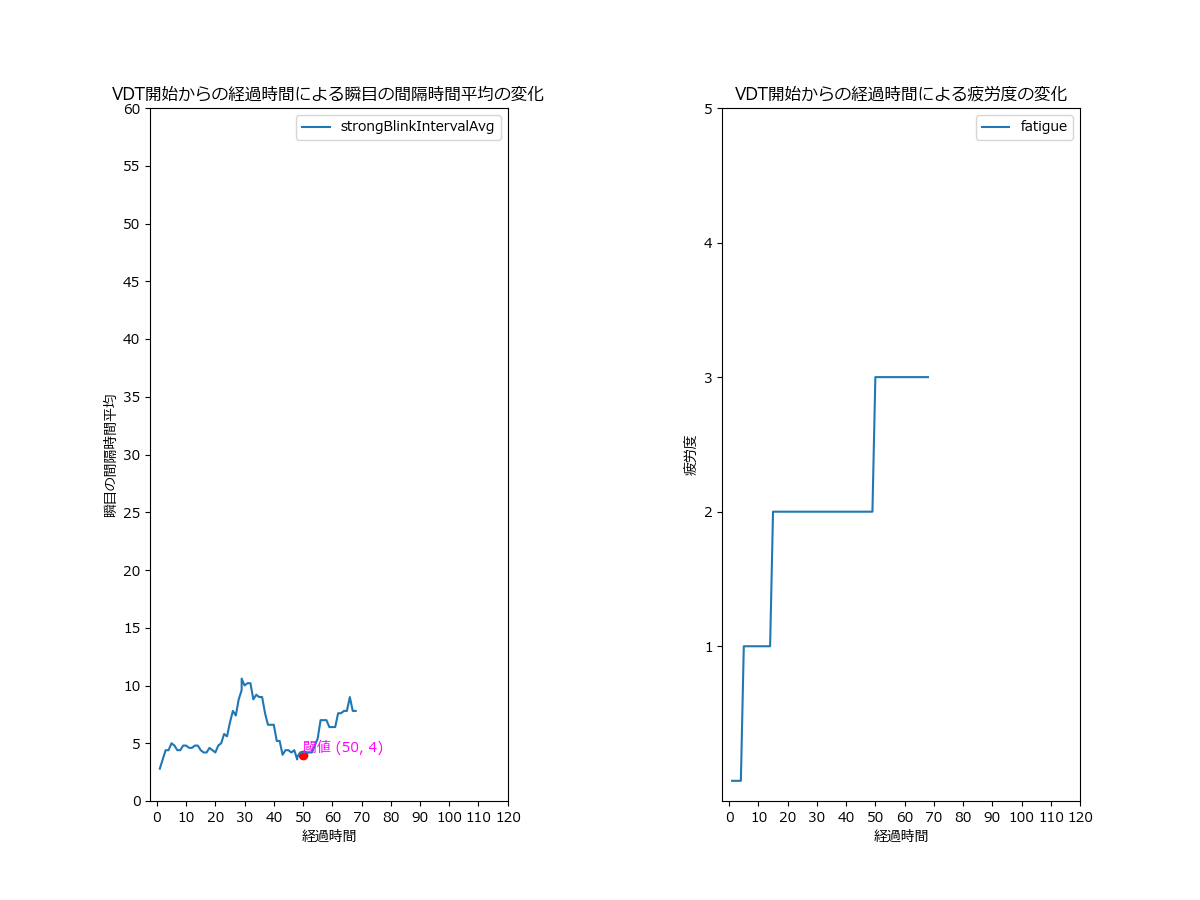 VDT開始からの経過時間による瞬目の間隔時間平均の変化
60
55
50
45
40
35
30
25
20
15
10
5
0
瞬目の間隔時間平均
strongBlinkIntervalAvg
閾値 (50, 4)
0 10 20 30 40 50 60 70 80 90 100 110 120
経過時間
VDT開始からの経過時間による疲労度の変化
5
4
3
2
1
疲労度
fatigue
0 10 20 30 40 50 60 70 80 90 100 110 120
経過時間